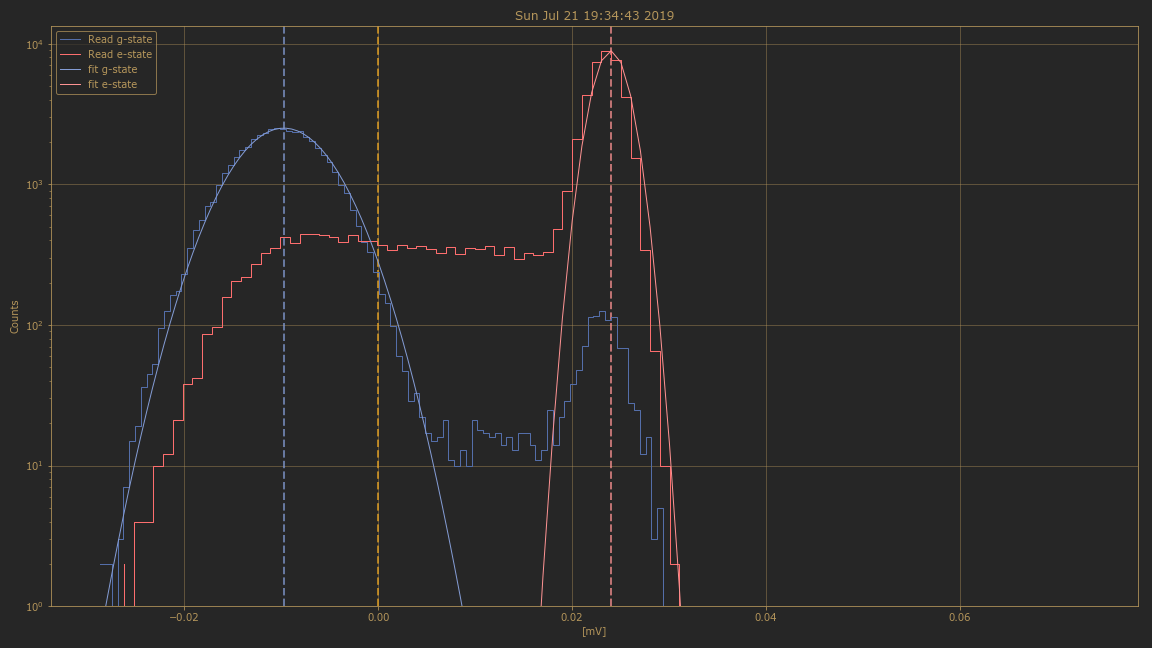 Sun Jul 21 19:34:43 2019
Read g-state
Read e-state
fit g-state
fit e-state
10⁴
10³
10²
10¹
10⁰
Counts
−0.02
0.00
0.02
0.04
0.06
[mV]